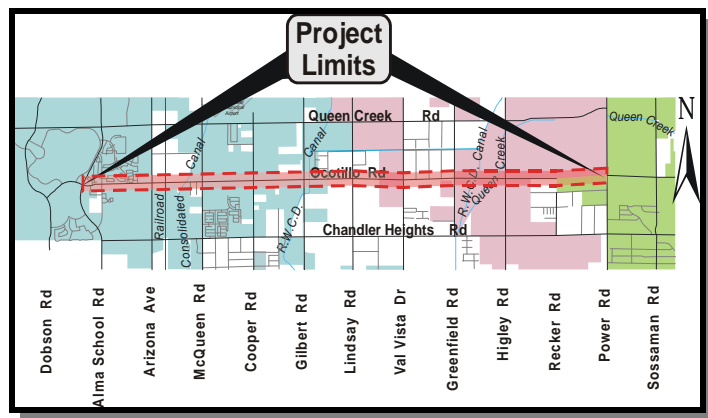 Project
Limits
Queen Creek Rd
Queen Creek
N
Canal
Canal
R.W.C.D. Canal
Queen Creek
Ocotillo Rd
Railroad
Consolidated
R.W.C.D.
Chandler Heights Rd
Dobson Rd
Alma School Rd
Arizona Ave
McQueen Rd
Cooper Rd
Gilbert Rd
Lindsay Rd
Val Vista Dr
Greenfield Rd
Higley Rd
Recker Rd
Power Rd
Sossaman Rd